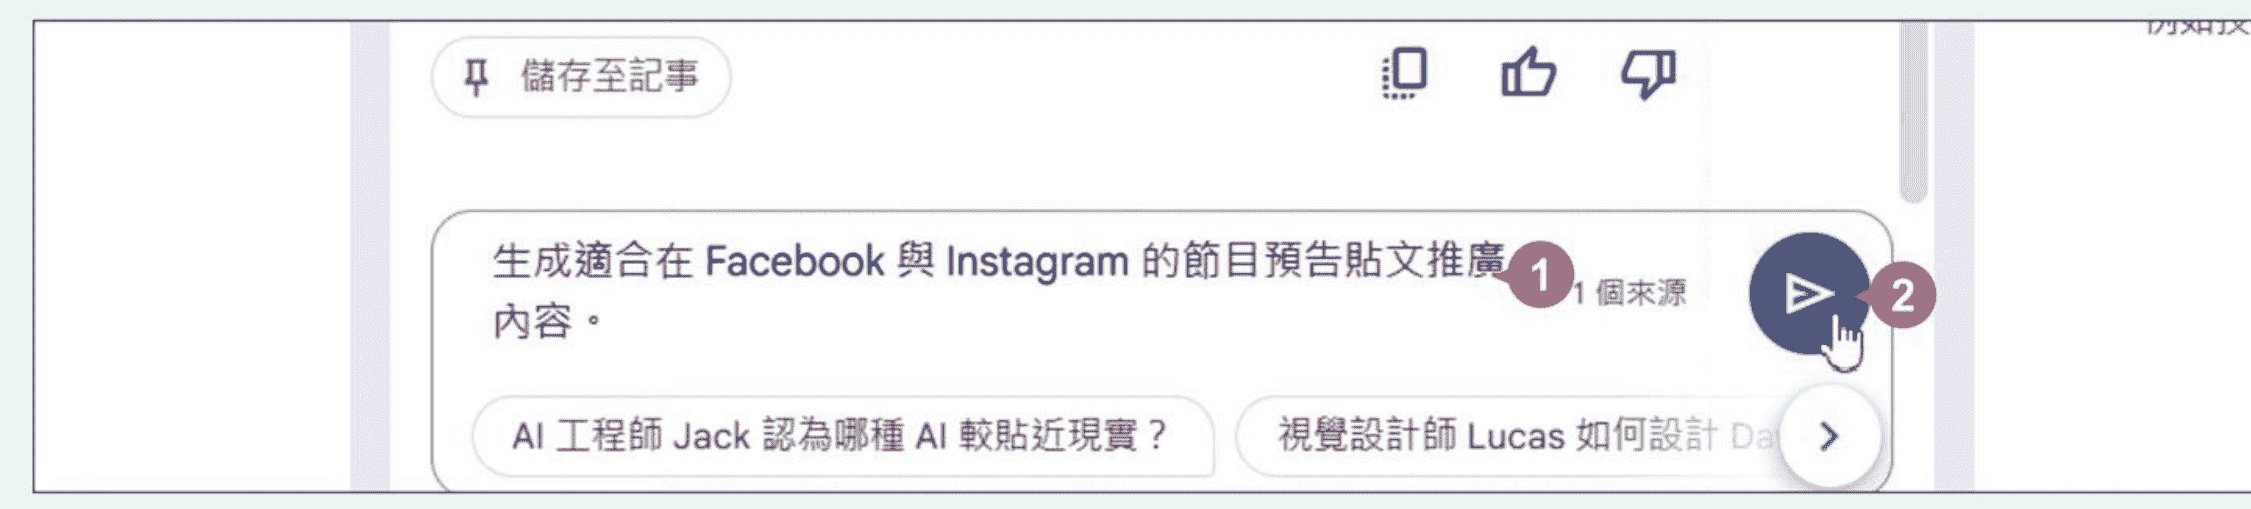 儲存至記事
生成適合在 Facebook 與 Instagram 的節目預告貼文推廣
內容。
1
1 個來源
2
AI 工程師 Jack 認為哪種 AI 較貼近現實？
視覺設計師 Lucas 如何設計 Da